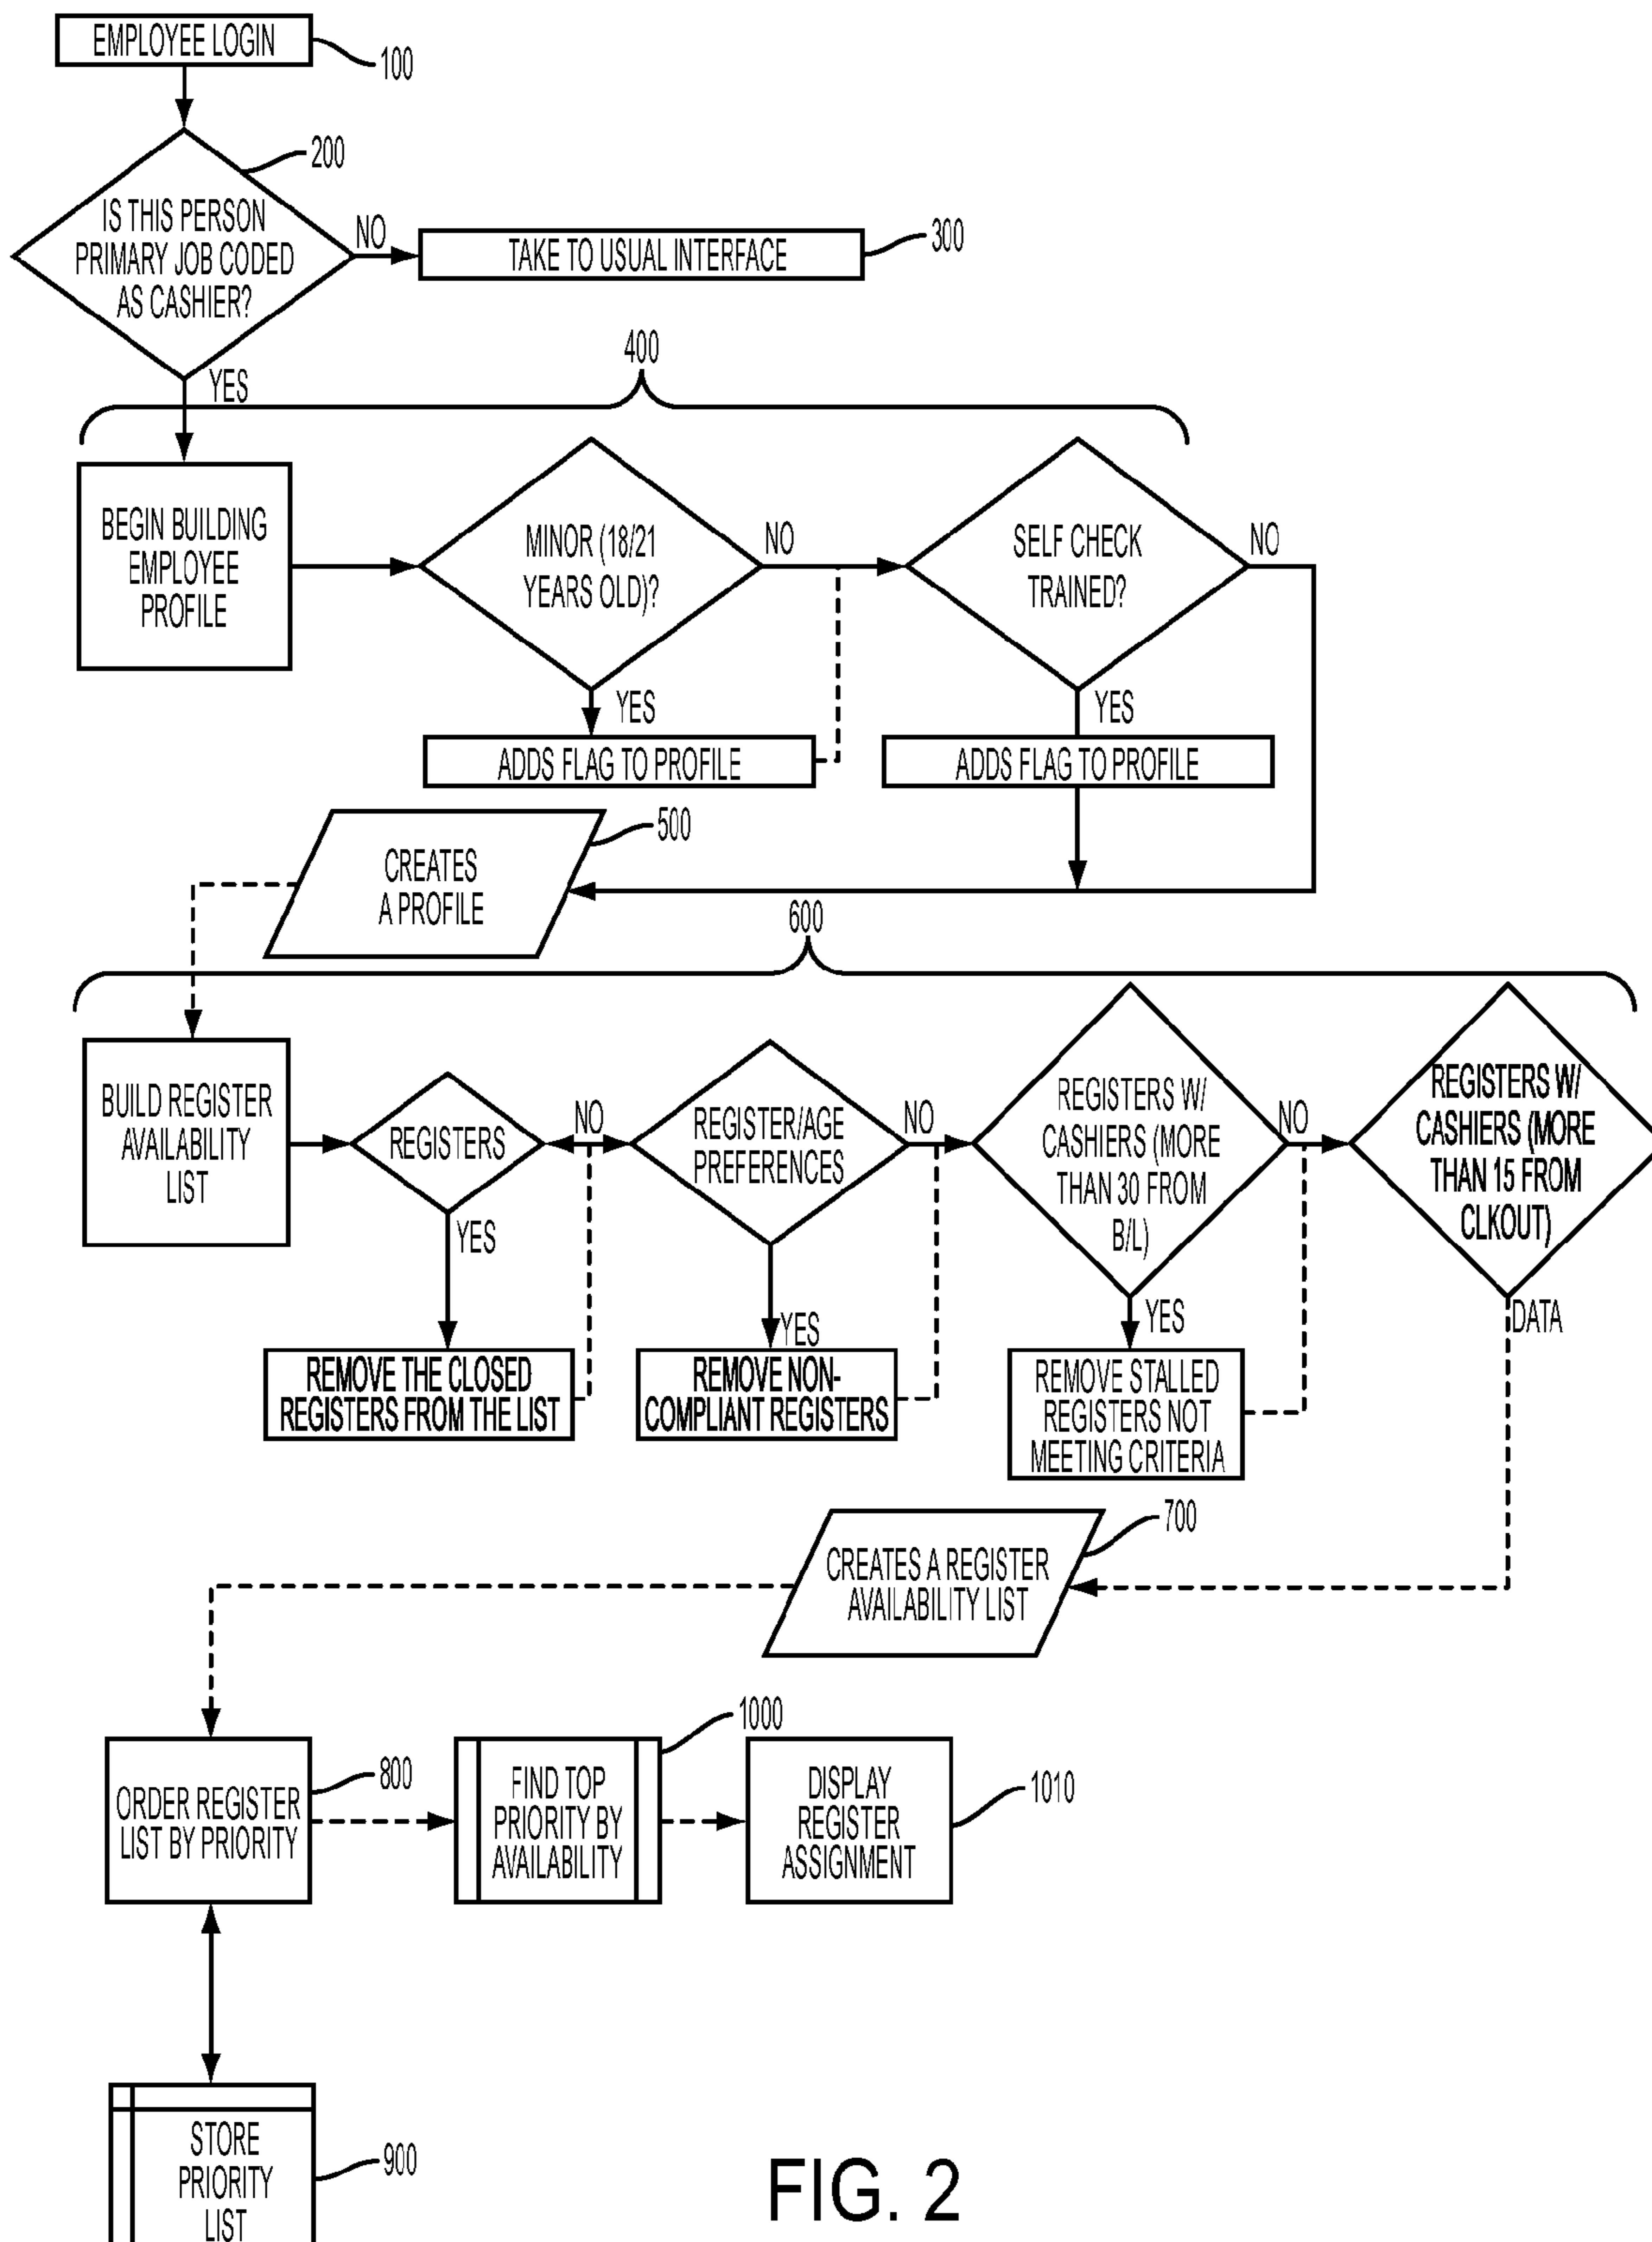 EMPLOYEE LOGIN
100
200
IS THIS PERSON
PRIMARY JOB CODED
AS CASHIER?
NO
TAKE TO USUAL INTERFACE
300
YES
400
BEGIN BUILDING
EMPLOYEE
PROFILE
MINOR (18/21
YEARS OLD)?
NO
SELF CHECK
TRAINED?
NO
YES
YES
ADDS FLAG TO PROFILE
ADDS FLAG TO PROFILE
CREATES
A PROFILE
500
600
BUILD REGISTER
AVAILABILITY
LIST
REGISTERS
NO
REGISTER/AGE
PREFERENCES
NO
REGISTERS W/
CASHIERS (MORE
THAN 30 FROM
B/L)
NO
REGISTERS W/
CASHIERS (MORE
THAN 15 FROM
CLKOUT)
YES
YES
YES
DATA
REMOVE THE CLOSED
REGISTERS FROM THE LIST
REMOVE NON-
COMPLIANT REGISTERS
REMOVE STALLED
REGISTERS NOT
MEETING CRITERIA
CREATES A REGISTER
AVAILABILITY LIST
700
ORDER REGISTER
LIST BY PRIORITY
800
FIND TOP
PRIORITY BY
AVAILABILITY
1000
DISPLAY
REGISTER
ASSIGNMENT
1010
STORE
PRIORITY
LIST
900
FIG. 2